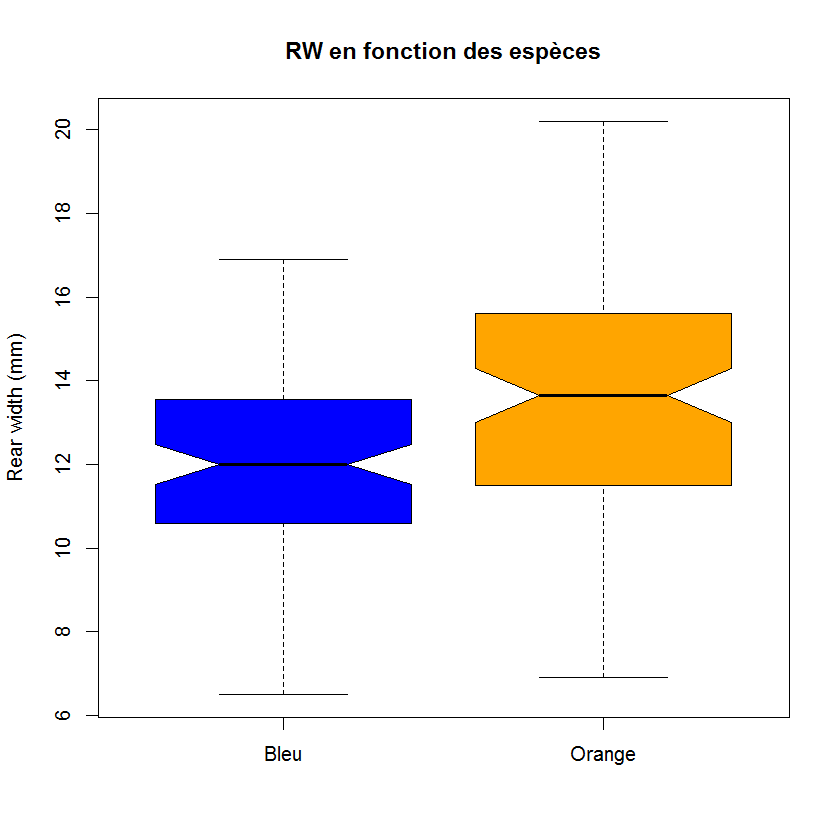 RW en fonction des espèces
Rear width (mm)
20
18
16
14
12
10
8
6
Bleu
Orange